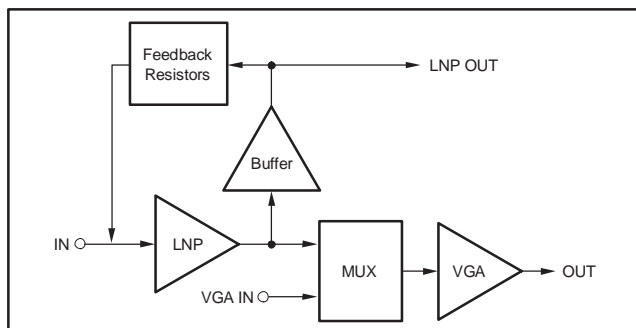 Feedback
Resistors
LNP OUT
Buffer
IN
LNP
MUX
VGA
OUT
VGA IN